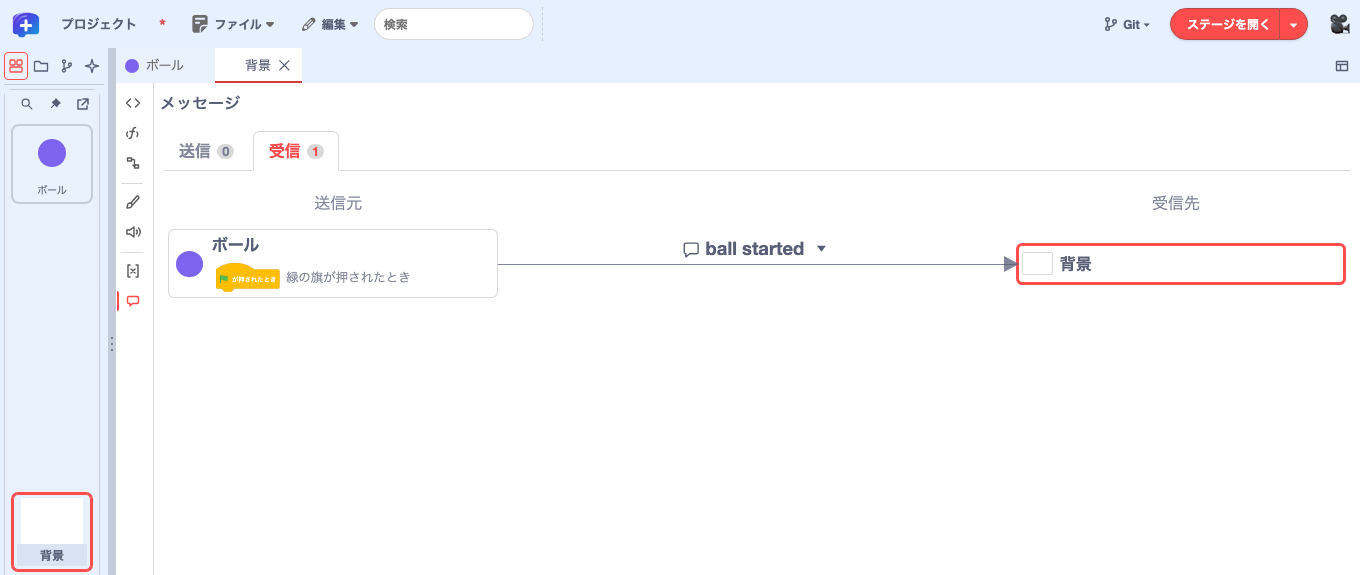 プロジェクト * ファイル 編集 検索 Git ステージを開く
ボール 背景
メッセージ
送信 0 受信 1
送信元 受信先
ボール
が押されたとき 緑の旗が押されたとき
ball started
背景
ボール
背景